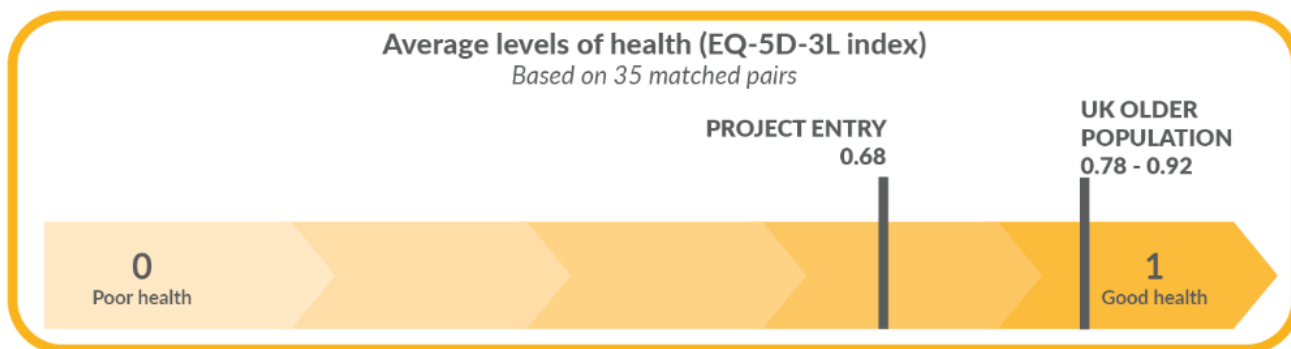 Average levels of health (EQ-5D-3L index)
Based on 35 matched pairs
PROJECT ENTRY
0.68
UK OLDER
POPULATION
0.78 - 0.92
0
Poor health
1
Good health